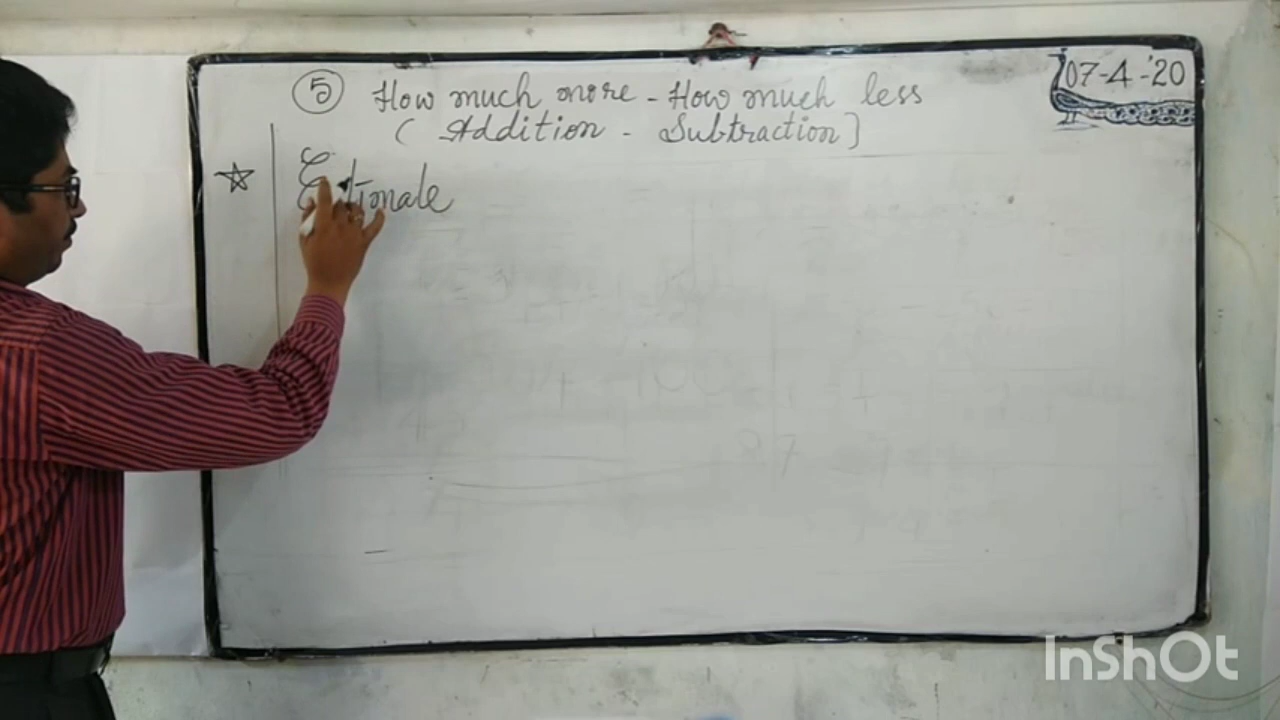 07-4-'20
⑤ How much more - How much less
( Addition - Subtraction )
☆ Estimate
InShOt